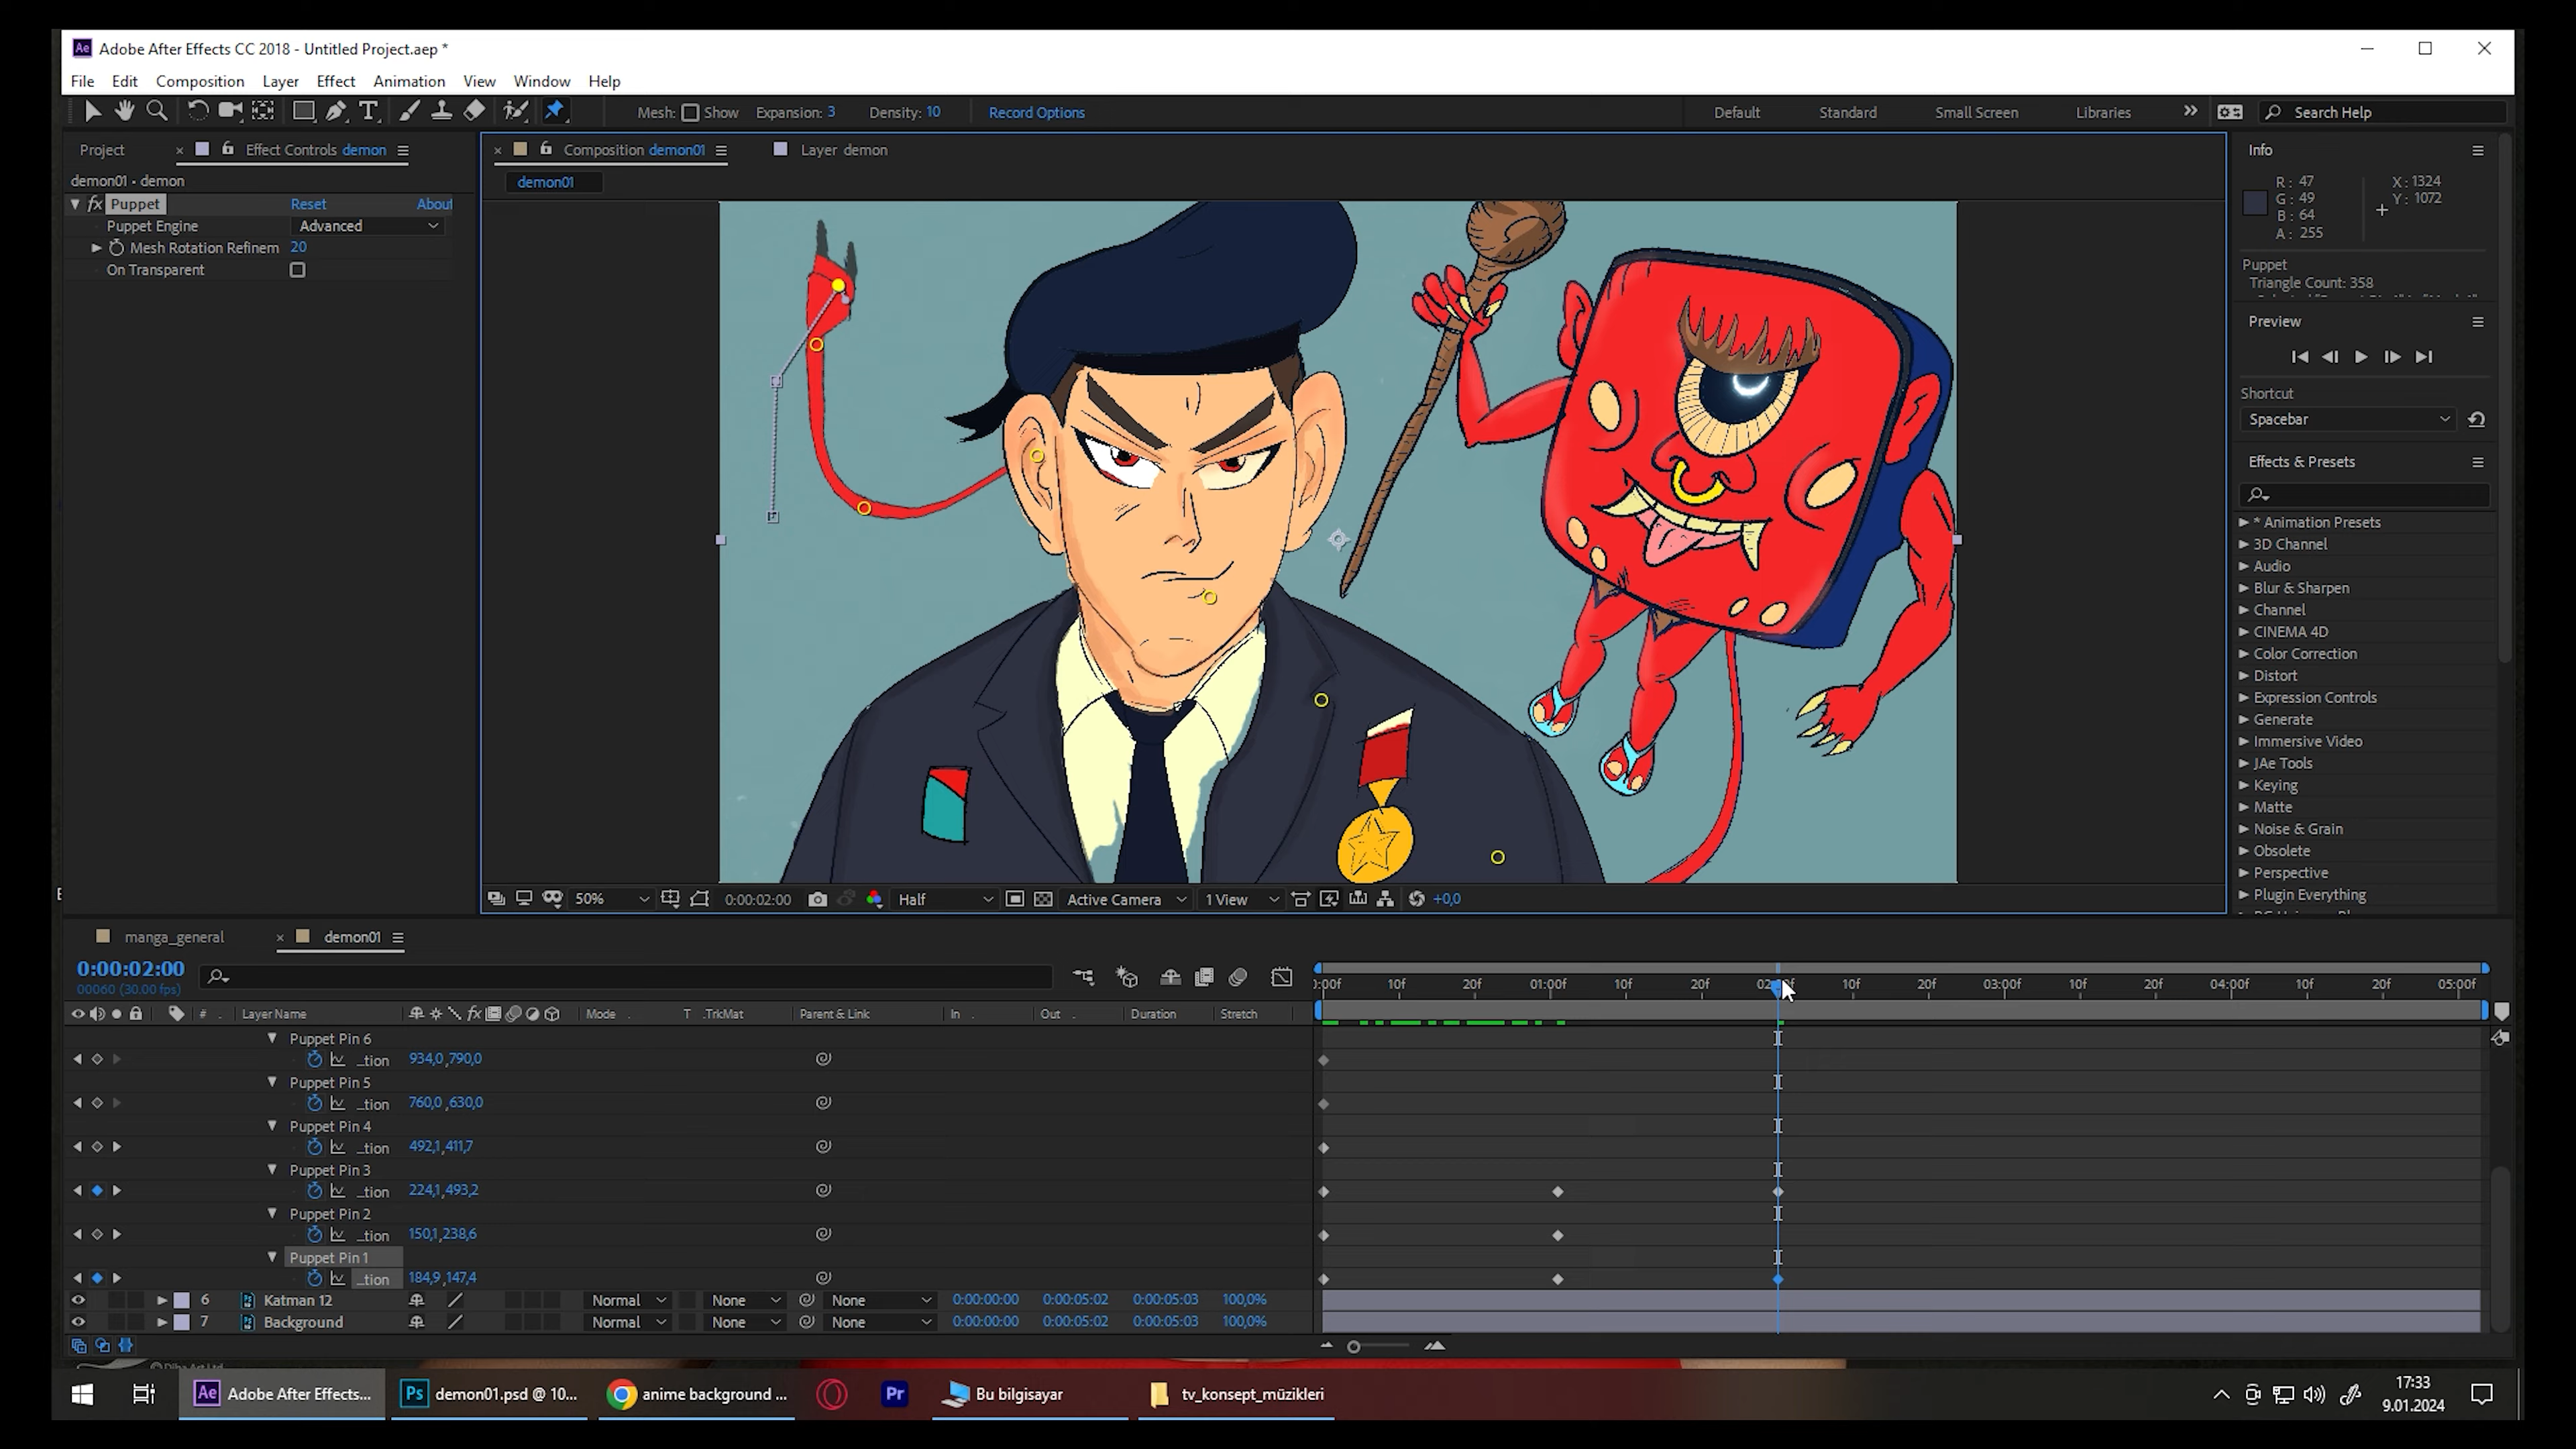 Adobe After Effects CC 2018 - Untitled Project.aep *
File Edit Composition Layer Effect Animation View Window Help
Mesh: Show Expansion: 3 Density: 10 Record Options Default Standard Small Screen Libraries Search Help
Project Effect Controls demon
Composition demon01 Layer demon
demon01 • demon
demon01
Puppet Reset About
Puppet Engine Advanced
Mesh Rotation Refinem 20
On Transparent
Info
R: 47 X: 1324
G: 49 Y: 1072
B: 64
A: 255
Puppet
Triangle Count: 358
Preview
Shortcut
Spacebar
Effects & Presets
* Animation Presets
3D Channel
Audio
Blur & Sharpen
Channel
CINEMA 4D
Color Correction
Distort
Expression Controls
Generate
Immersive Video
JAe Tools
Keying
Matte
Noise & Grain
Obsolete
Perspective
Plugin Everything
50% 0:00:02:00 Half Active Camera 1 View +0,0
manga_general demon01
0:00:02:00
00060 (30.00 fps)
:00f 10f 20f 01:00f 10f 20f 10f 20f 03:00f 10f 20f 04:00f 10f 20f 05:00f
# Layer Name Mode T .TrkMat Parent & Link In Out Duration Stretch
Puppet Pin 6
...tion 934,0 ,790,0
Puppet Pin 5
...tion 760,0 ,630,0
Puppet Pin 4
...tion 492,1 ,411,7
Puppet Pin 3
...tion 224,1 ,493,2
Puppet Pin 2
...tion 150,1 ,238,6
Puppet Pin 1
...tion 184,9 ,147,4
6 Katman 12 Normal None None 0:00:00:00 0:00:05:02 0:00:05:03 100,0%
7 Background Normal None None 0:00:00:00 0:00:05:02 0:00:05:03 100,0%
Ae Adobe After Effects... Ps demon01.psd @ 10... anime background ... Pr Bu bilgisayar tv_konsept_müzikleri
17:33
9.01.2024